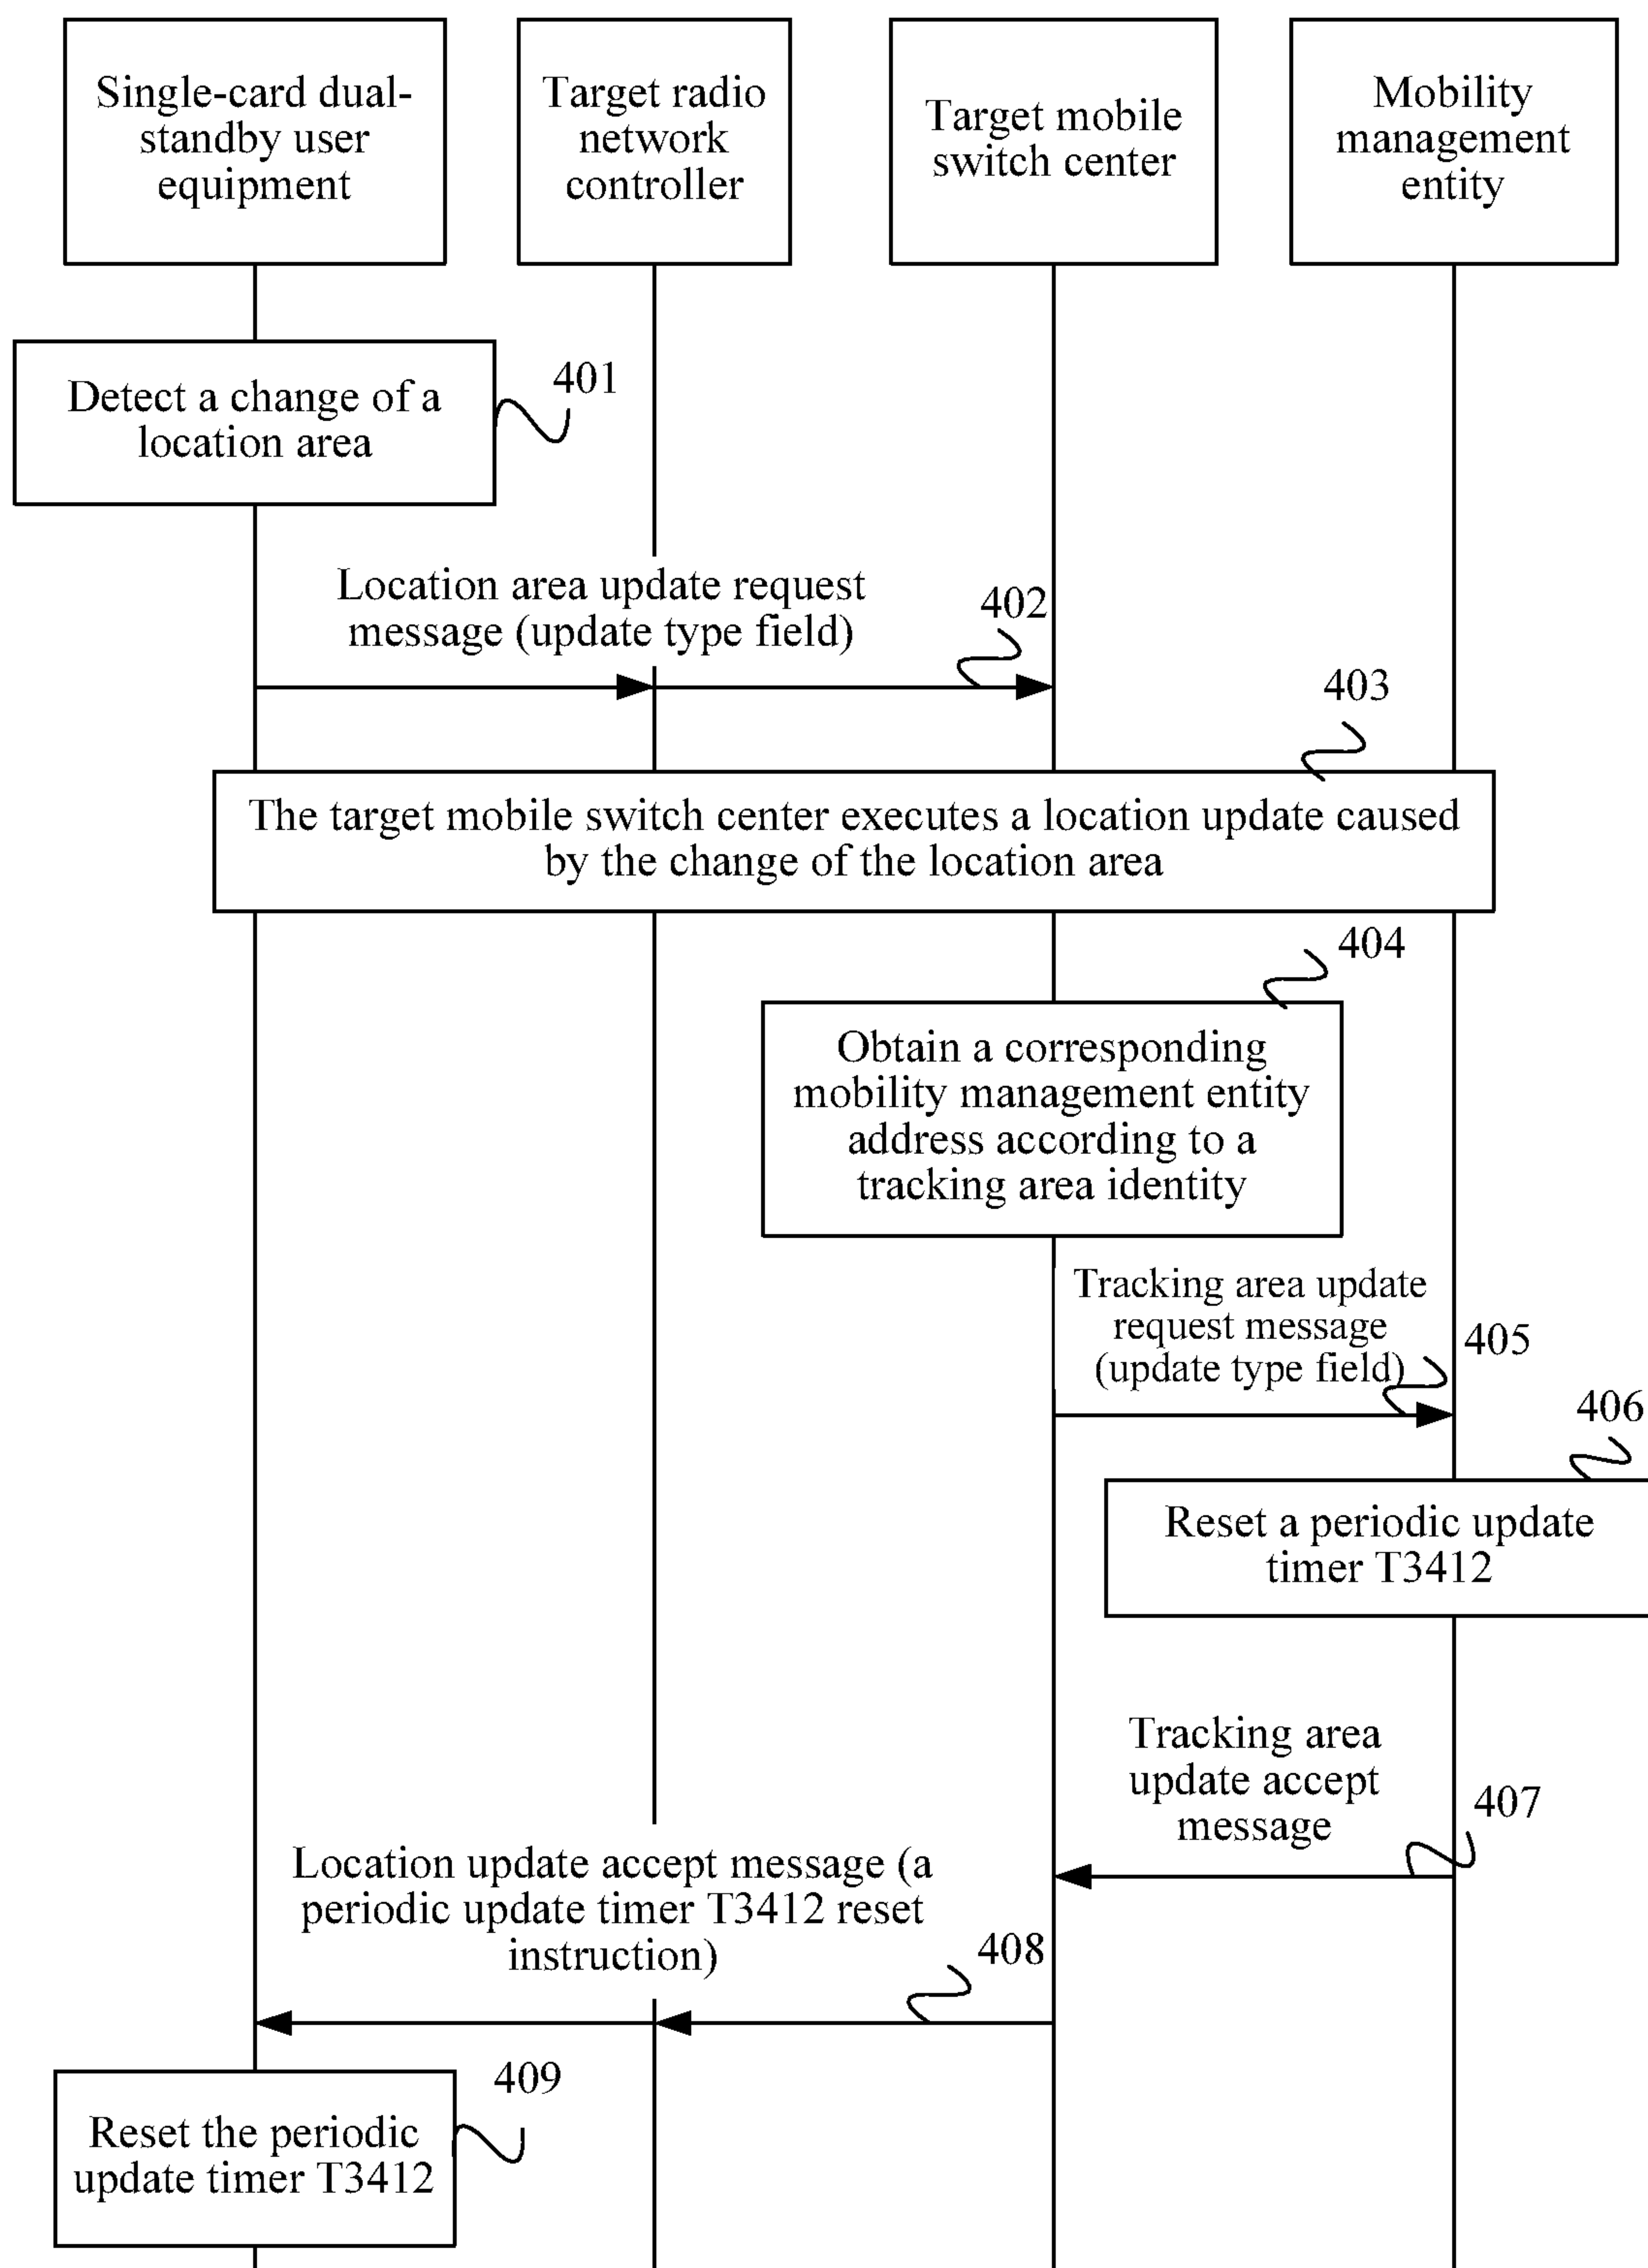 Single-card dual-
standby user
equipment
Target radio
network
controller
Target mobile
switch center
Mobility
management
entity
Detect a change of a
location area
401
Location area update request
message (update type field)
402
403
The target mobile switch center executes a location update caused
by the change of the location area
404
Obtain a corresponding
mobility management entity
address according to a
tracking area identity
Tracking area update
request message
(update type field)
405
406
Reset a periodic update
timer T3412
Tracking area
update accept
message
407
Location update accept message (a
periodic update timer T3412 reset
instruction)
408
409
Reset the periodic
update timer T3412